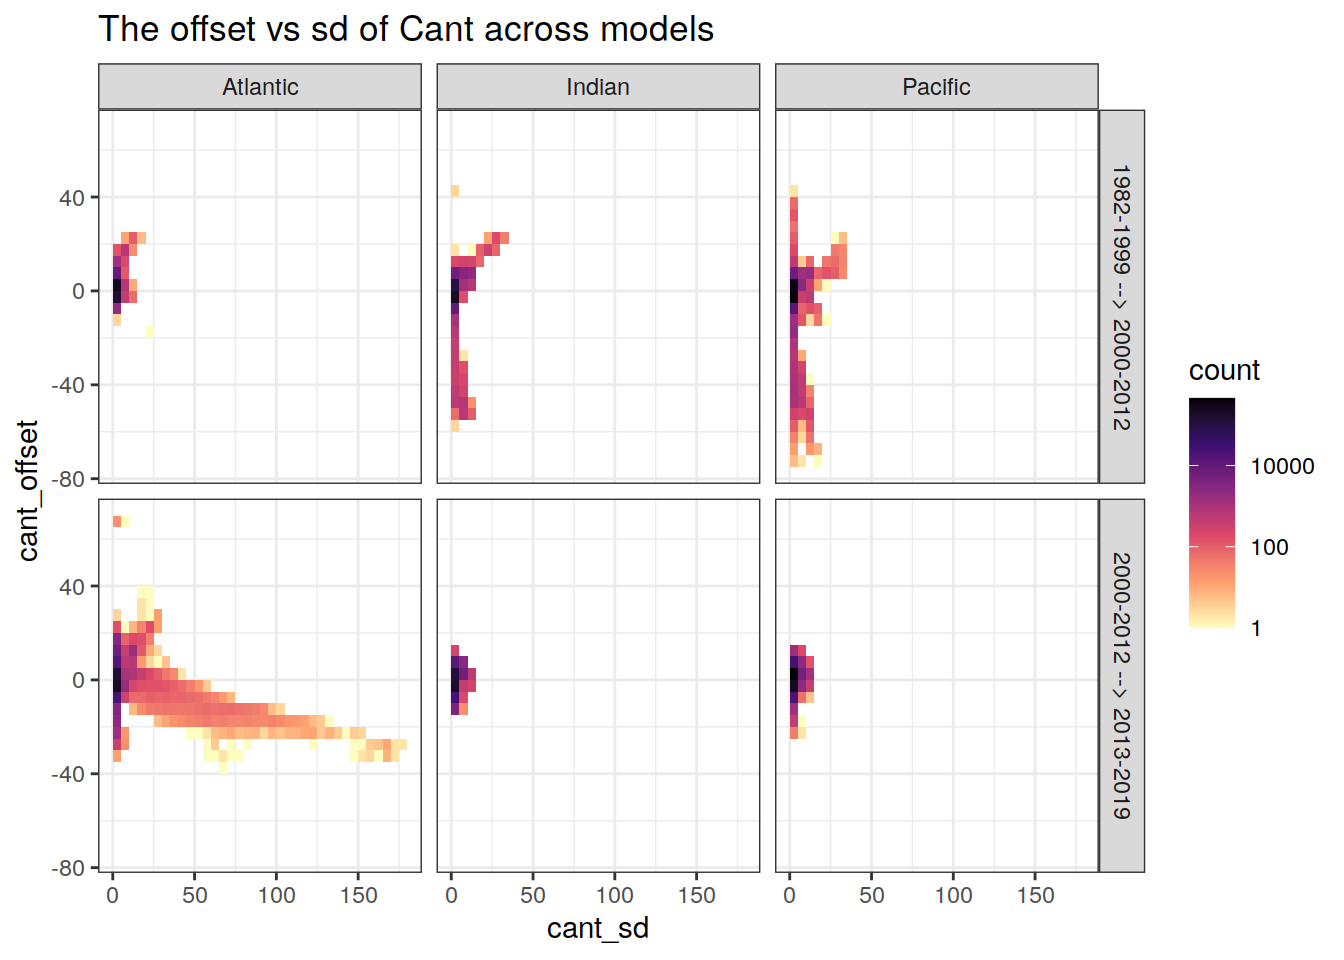 The offset vs sd of Cant across models
Atlantic
Indian
Pacific
40
0
-40
-80
1982-1999 --> 2000-2012
40
0
-40
-80
2000-2012 --> 2013-2019
cant_offset
0 50 100 150
0 50 100 150
0 50 100 150
cant_sd
count
10000
100
1